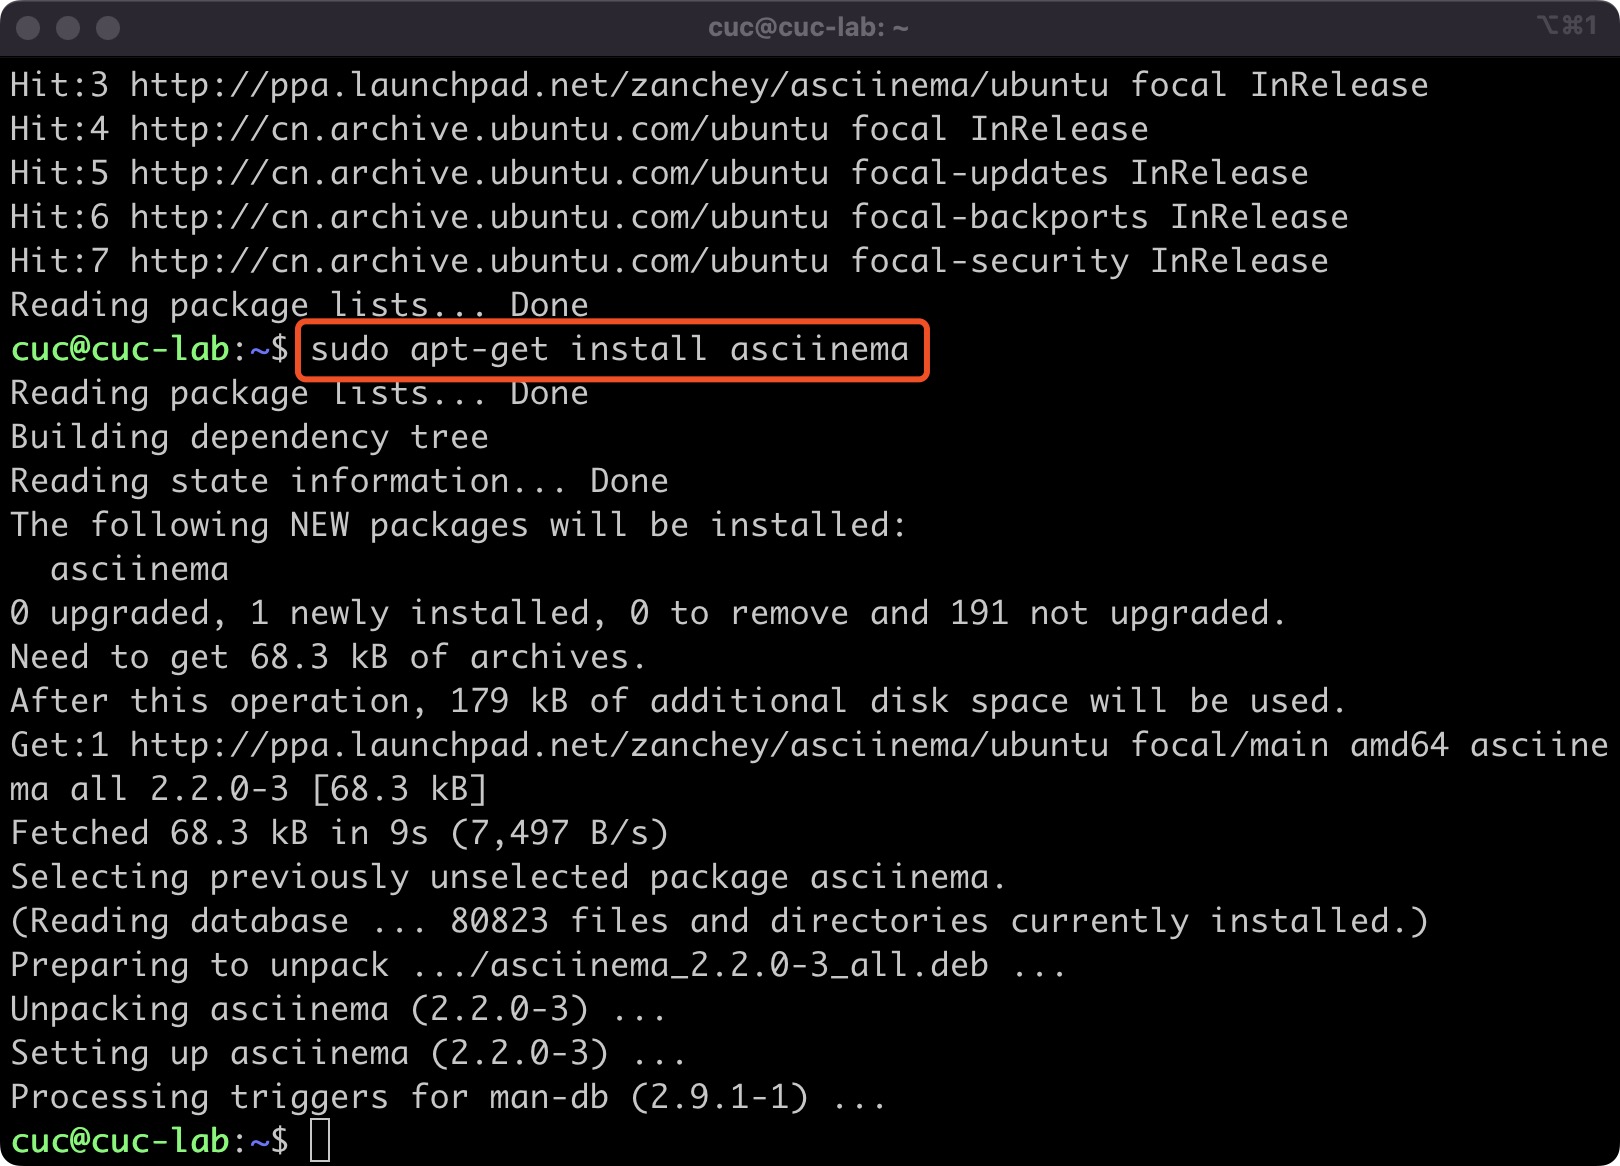 cuc@cuc-lab: ~
⌥⌘1
Hit:3 http://ppa.launchpad.net/zanchey/asciinema/ubuntu focal InRelease
Hit:4 http://cn.archive.ubuntu.com/ubuntu focal InRelease
Hit:5 http://cn.archive.ubuntu.com/ubuntu focal-updates InRelease
Hit:6 http://cn.archive.ubuntu.com/ubuntu focal-backports InRelease
Hit:7 http://cn.archive.ubuntu.com/ubuntu focal-security InRelease
Reading package lists... Done
cuc@cuc-lab:~$ sudo apt-get install asciinema
Reading package lists... Done
Building dependency tree
Reading state information... Done
The following NEW packages will be installed:
  asciinema
0 upgraded, 1 newly installed, 0 to remove and 191 not upgraded.
Need to get 68.3 kB of archives.
After this operation, 179 kB of additional disk space will be used.
Get:1 http://ppa.launchpad.net/zanchey/asciinema/ubuntu focal/main amd64 asciine
ma all 2.2.0-3 [68.3 kB]
Fetched 68.3 kB in 9s (7,497 B/s)
Selecting previously unselected package asciinema.
(Reading database ... 80823 files and directories currently installed.)
Preparing to unpack .../asciinema_2.2.0-3_all.deb ...
Unpacking asciinema (2.2.0-3) ...
Setting up asciinema (2.2.0-3) ...
Processing triggers for man-db (2.9.1-1) ...
cuc@cuc-lab:~$